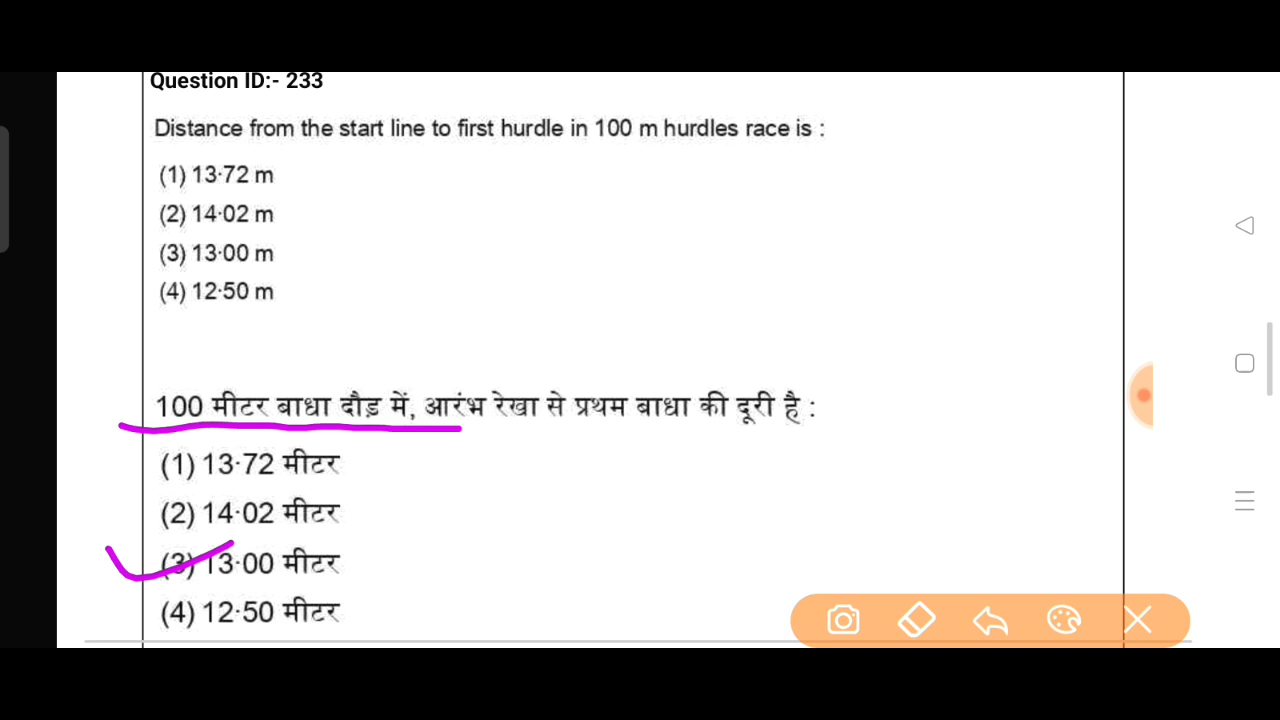 Question ID:- 233
Distance from the start line to first hurdle in 100 m hurdles race is :
(1) 13·72 m
(2) 14·02 m
(3) 13·00 m
(4) 12·50 m
100 मीटर बाधा दौड़ में, आरंभ रेखा से प्रथम बाधा की दूरी है :
(1) 13·72 मीटर
(2) 14·02 मीटर
(3) 13·00 मीटर
(4) 12·50 मीटर